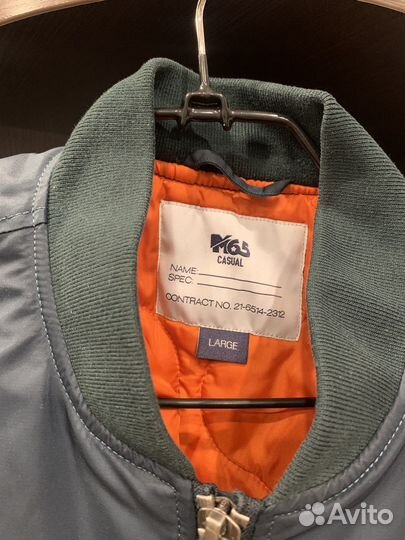 M65
CASUAL
NAME:
SPEC:
CONTRACT NO. 21-6514-2312
LARGE
Avito